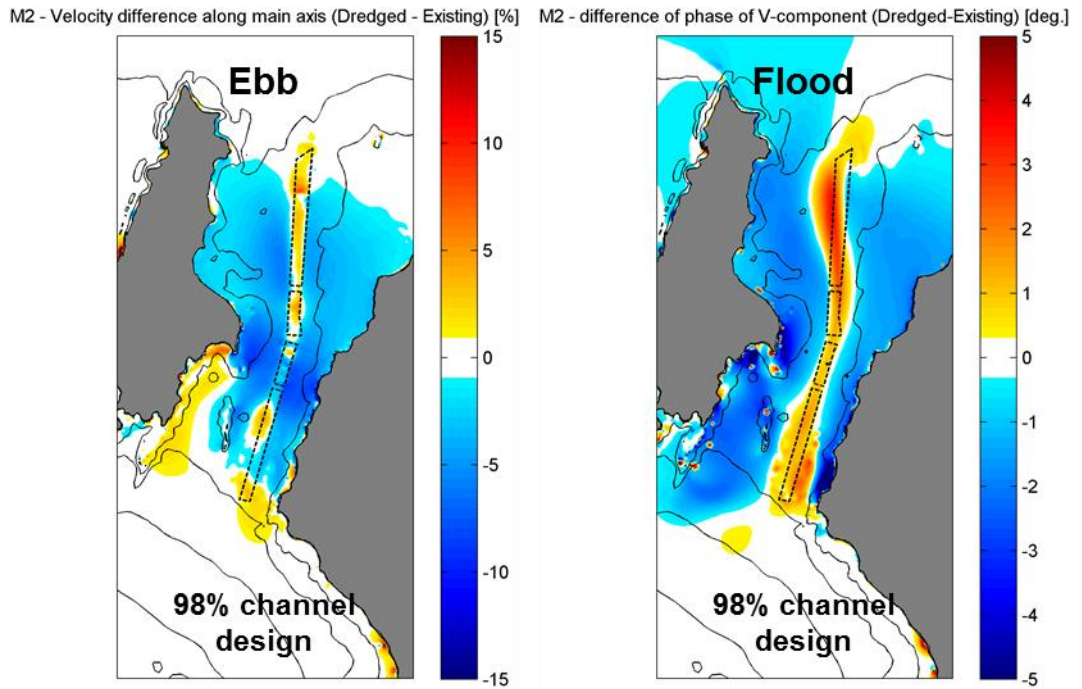 M2 - Velocity difference along main axis (Dredged - Existing) [%]
Ebb
98% channel
design
15
10
5
0
-5
-10
-15
M2 - difference of phase of V-component (Dredged-Existing) [deg.]
Flood
98% channel
design
5
4
3
2
1
0
-1
-2
-3
-4
-5